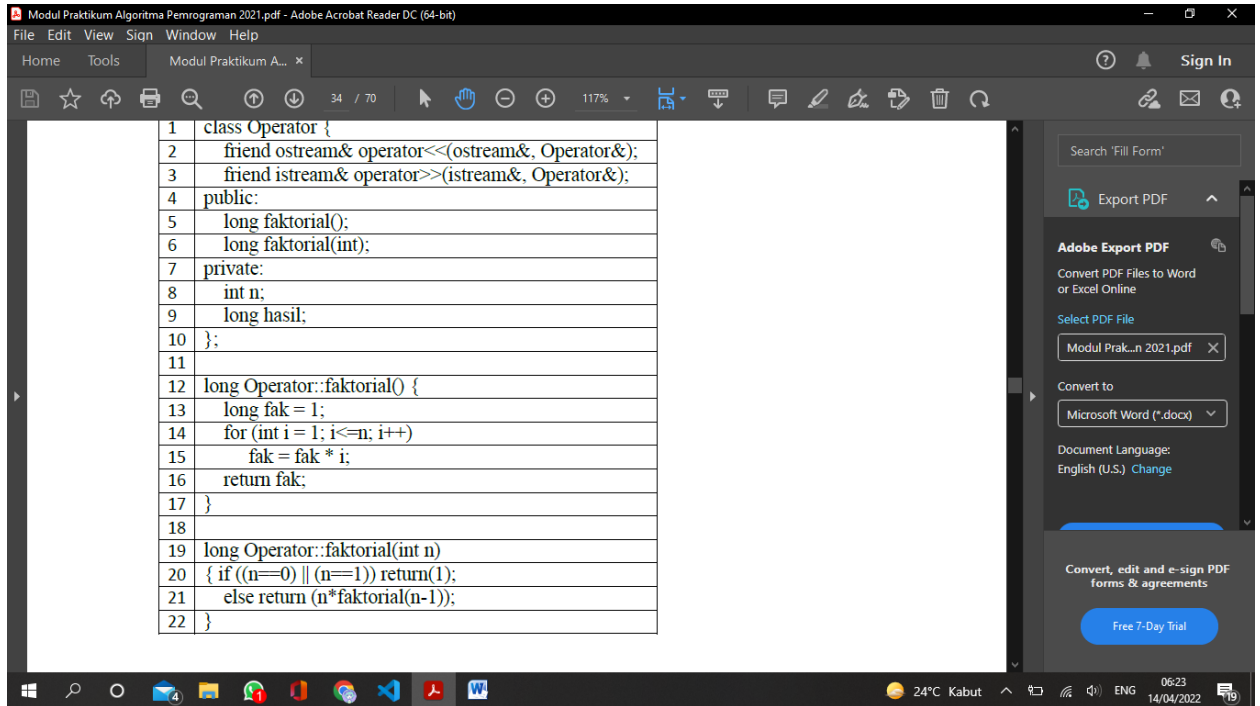 Modul Praktikum Algoritma Pemrograman 2021.pdf - Adobe Acrobat Reader DC (64-bit)
File Edit View Sign Window Help
Home Tools Modul Praktikum A... × Sign In
34 / 70 117%
1 class Operator {
2 friend ostream& operator<<(ostream&, Operator&);
3 friend istream& operator>>(istream&, Operator&);
4 public:
5 long faktorial();
6 long faktorial(int);
7 private:
8 int n;
9 long hasil;
10 };
11
12 long Operator::faktorial() {
13 long fak = 1;
14 for (int i = 1; i<=n; i++)
15 fak = fak * i;
16 return fak;
17 }
18
19 long Operator::faktorial(int n)
20 { if ((n==0) || (n==1)) return(1);
21 else return (n*faktorial(n-1));
22 }
Search 'Fill Form'
Export PDF
Adobe Export PDF
Convert PDF Files to Word
or Excel Online
Select PDF File
Modul Prak...n 2021.pdf ×
Convert to
Microsoft Word (*.docx)
Document Language:
English (U.S.) Change
Convert, edit and e-sign PDF
forms & agreements
Free 7-Day Trial
4 1 24°C Kabut ENG 06:23
14/04/2022 19